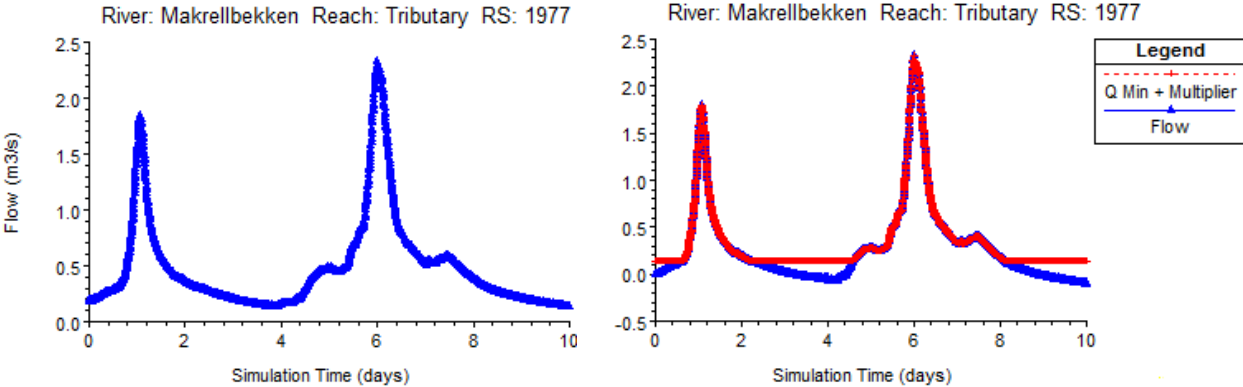 River: Makrellbekken Reach: Tributary RS: 1977
2.5
2.0
1.5
1.0
0.5
0.0
Flow (m3/s)
0 2 4 6 8 10
Simulation Time (days)
River: Makrellbekken Reach: Tributary RS: 1977
2.5
2.0
1.5
1.0
0.5
0.0
-0.5
0 2 4 6 8 10
Simulation Time (days)
Legend
Q Min + Multiplier
Flow